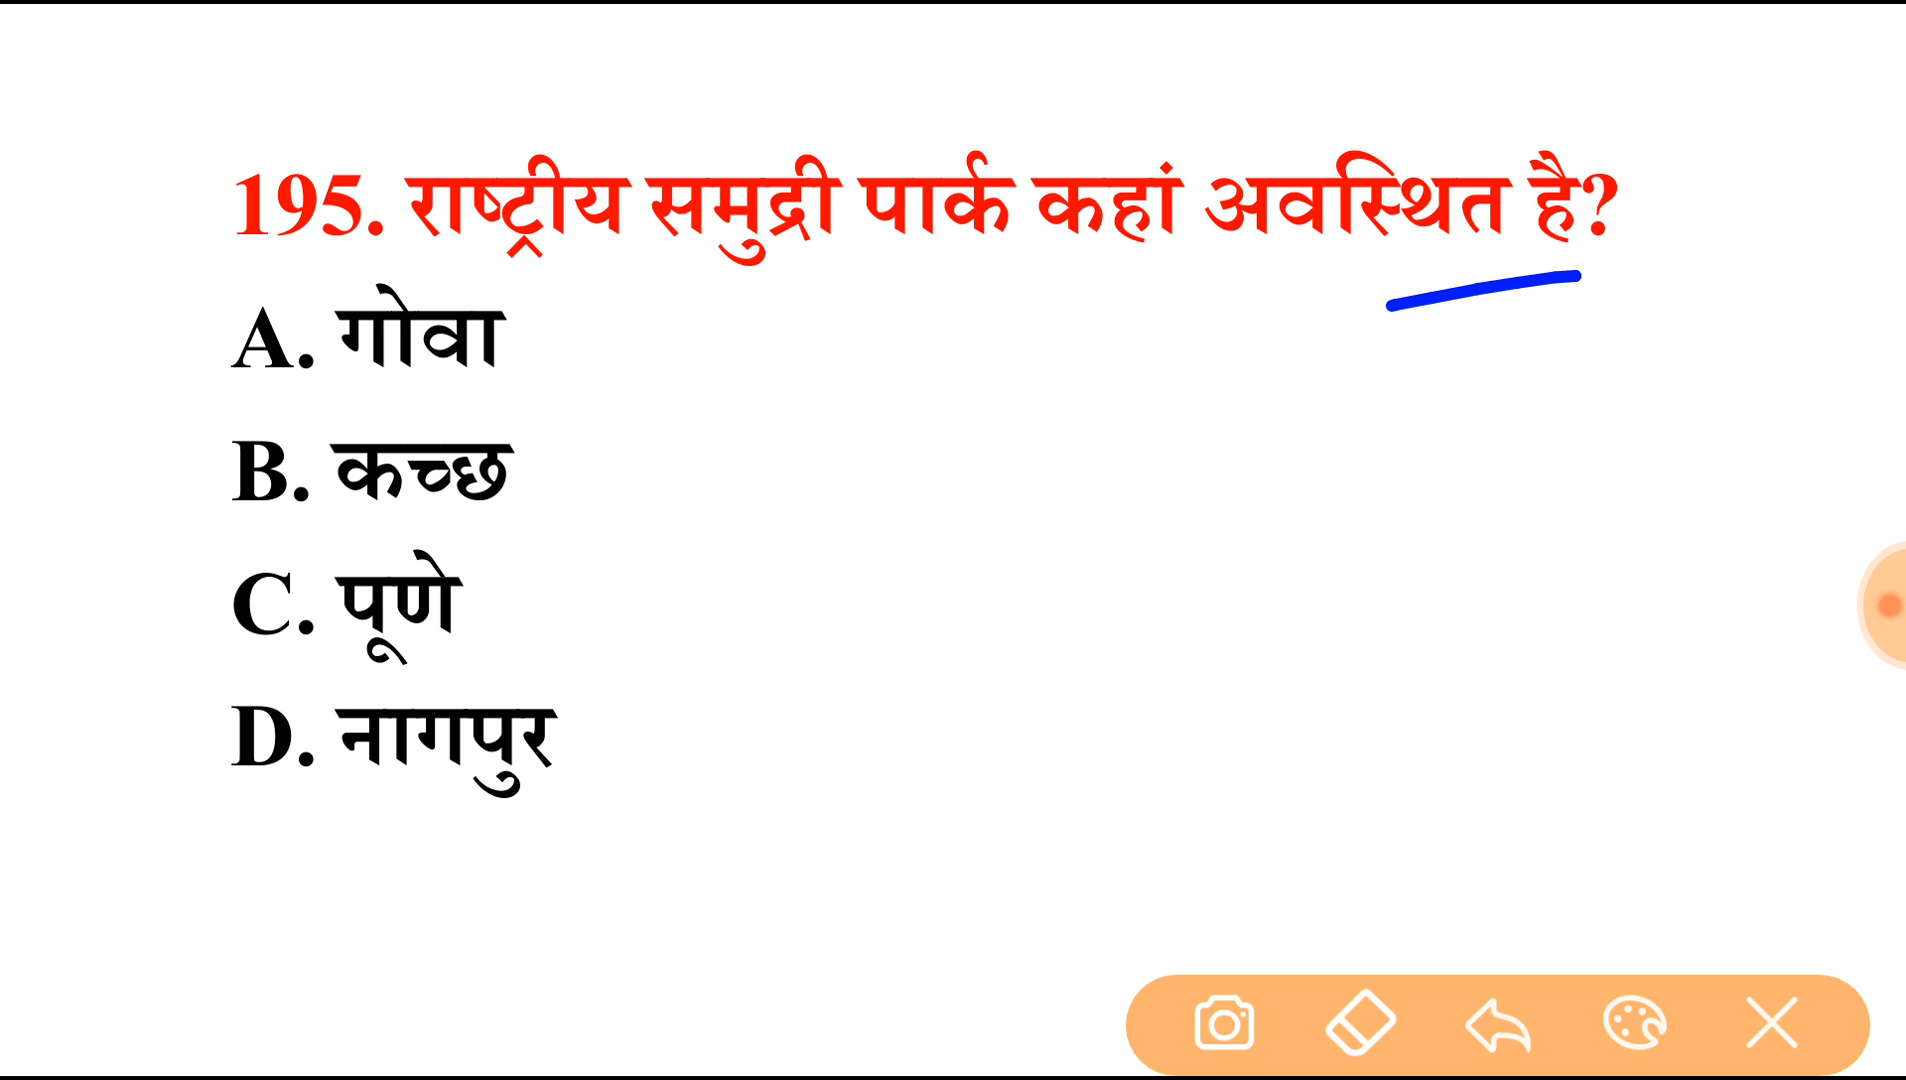 195. राष्ट्रीय समुद्री पार्क कहां अवस्थित है?
A. गोवा
B. कच्छ
C. पूणे
D. नागपुर